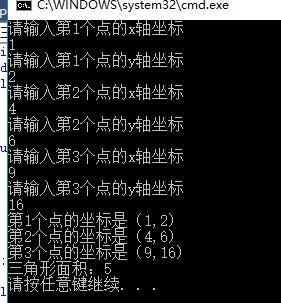 C:\WINDOWS\system32\cmd.exe
请输入第1个点的x轴坐标
1
请输入第1个点的y轴坐标
2
请输入第2个点的x轴坐标
4
请输入第2个点的y轴坐标
6
请输入第3个点的x轴坐标
9
请输入第3个点的y轴坐标
16
第1个点的坐标是（1,2）
第2个点的坐标是（4,6）
第3个点的坐标是（9,16）
三角形面积：5
请按任意键继续. . .